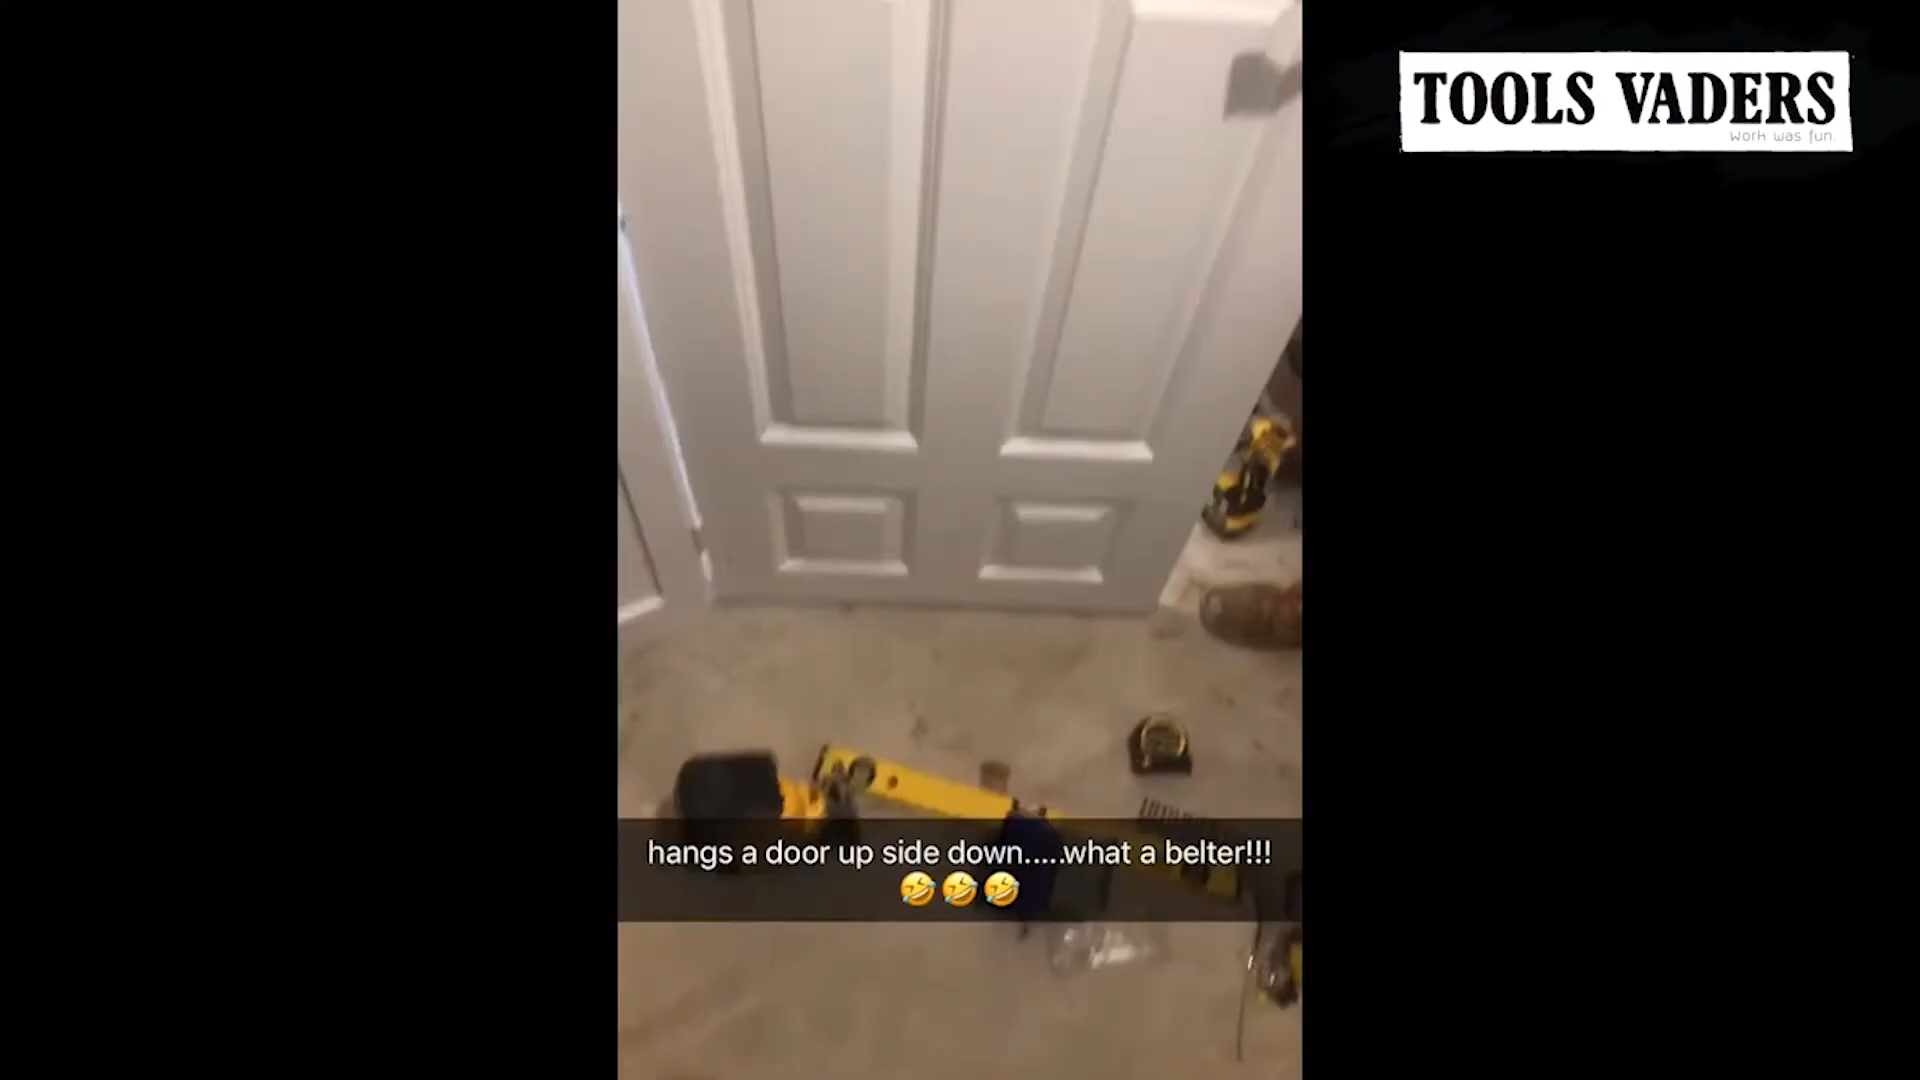 TOOLS VADERS
Work was fun.
hangs a door up side down.....what a belter!!!
🤣🤣🤣